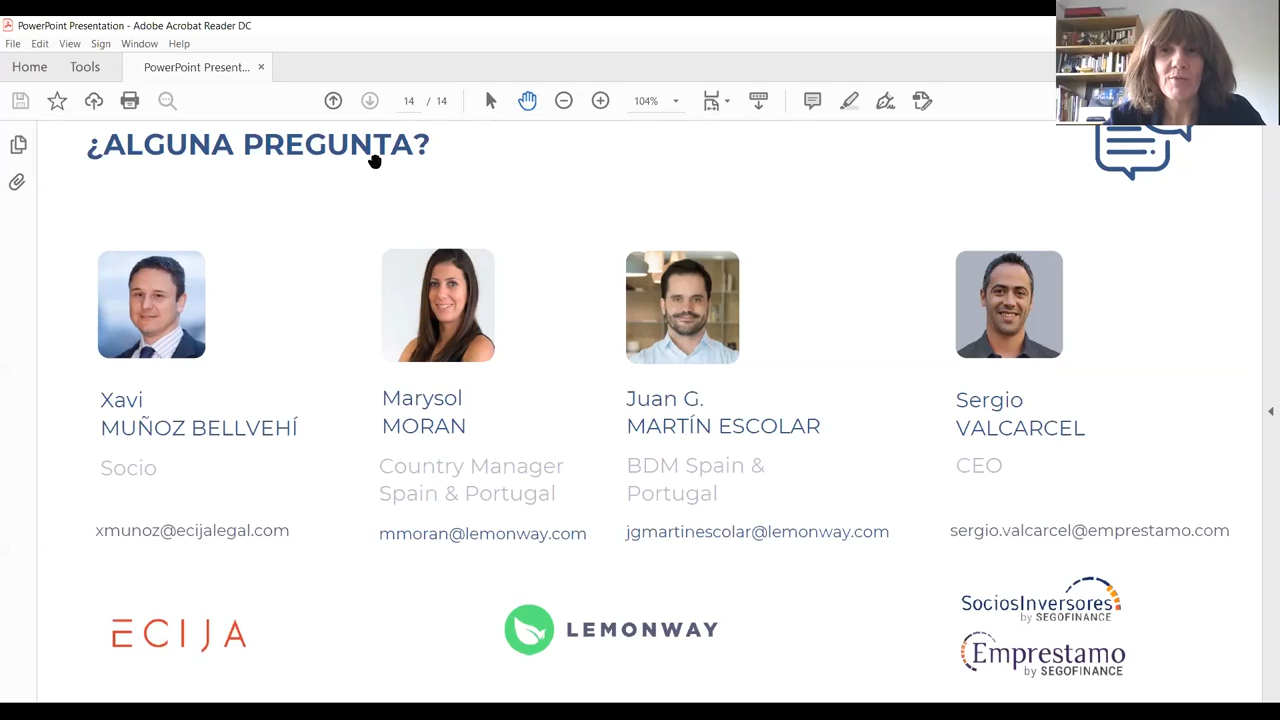 PowerPoint Presentation - Adobe Acrobat Reader DC
File Edit View Sign Window Help
Home Tools PowerPoint Present... ×
/ 14 104%
¿ALGUNA PREGUNTA?
Xavi
MUÑOZ BELLVEHÍ
Socio
xmunoz@ecijalegal.com
Marysol
MORAN
Country Manager
Spain & Portugal
mmoran@lemonway.com
Juan G.
MARTÍN ESCOLAR
BDM Spain &
Portugal
jgmartinescolar@lemonway.com
Sergio
VALCARCEL
CEO
sergio.valcarcel@emprestamo.com
ECIJA
LEMONWAY
SociosInversores
by SEGOFINANCE
Emprestamo
by SEGOFINANCE